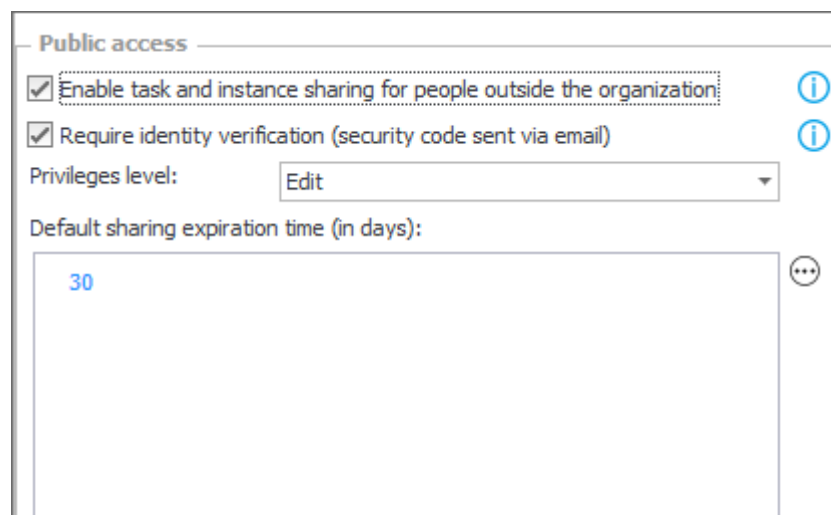 Public access
Enable task and instance sharing for people outside the organization
Require identity verification (security code sent via email)
Privileges level:
Edit
Default sharing expiration time (in days):
30